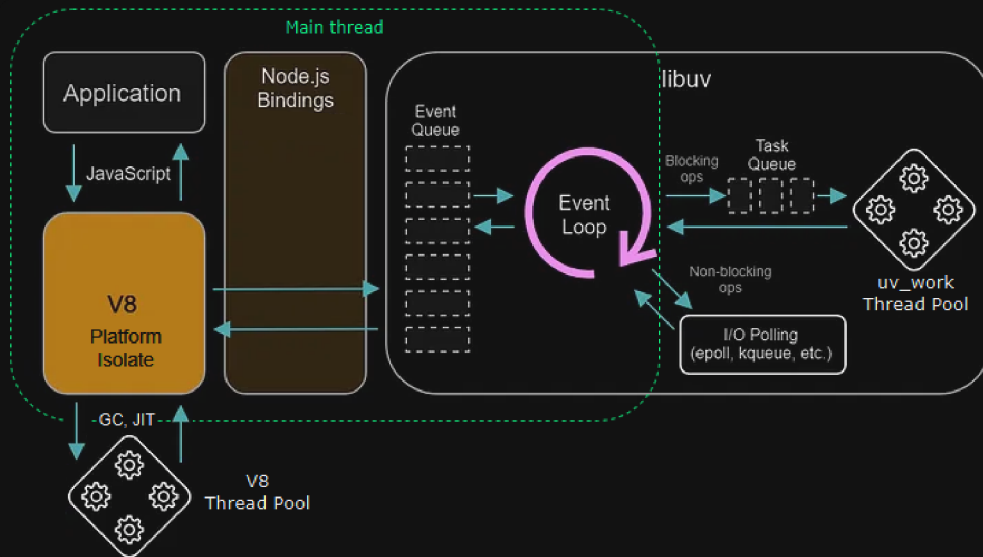 Main thread
Application
JavaScript
V8
Platform
Isolate
GC, JIT
V8
Thread Pool
Node.js
Bindings
libuv
Event
Queue
Event
Loop
Blocking
ops
Task
Queue
uv_work
Thread Pool
Non-blocking
ops
I/O Polling
(epoll, kqueue, etc.)